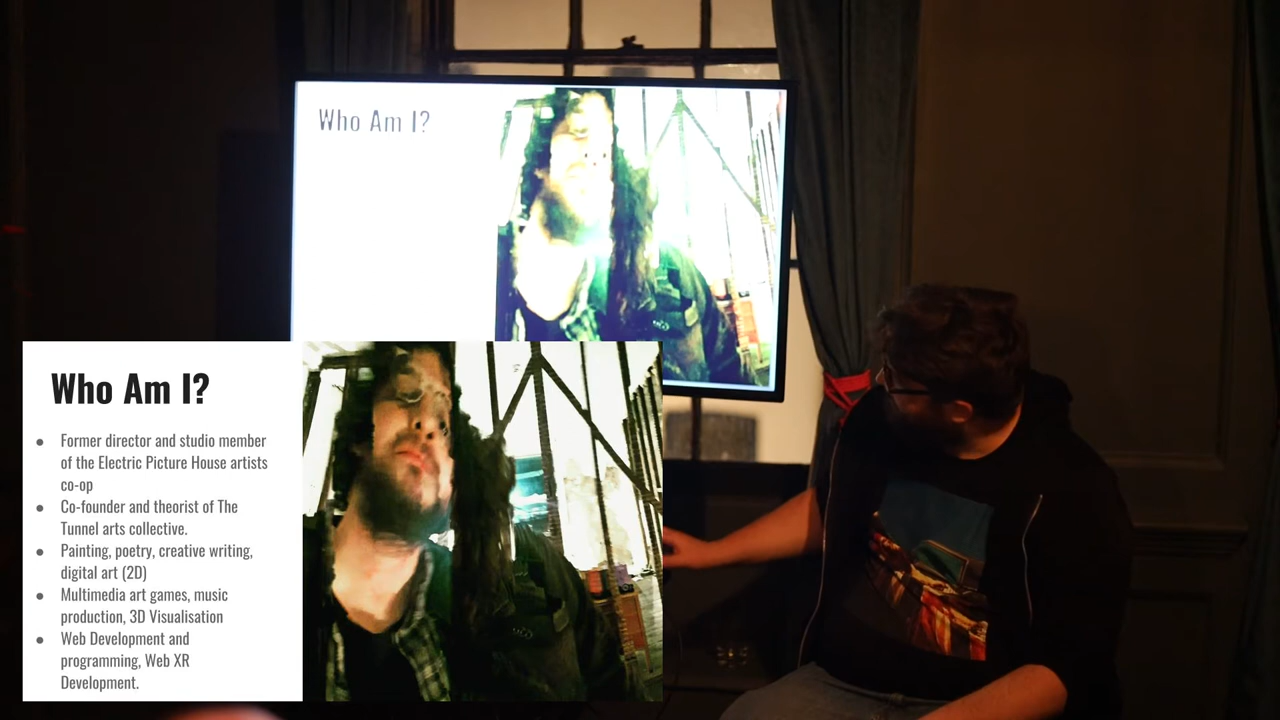 Who Am I?
Who Am I?
● Former director and studio member
of the Electric Picture House artists
co-op
● Co-founder and theorist of The
Tunnel arts collective.
● Painting, poetry, creative writing,
digital art (2D)
● Multimedia art games, music
production, 3D Visualisation
● Web Development and
programming, Web XR
Development.